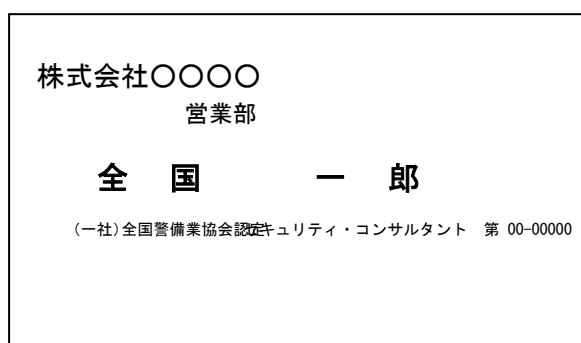 株式会社〇〇〇〇
営業部
全 国 一 郎
(一社)全国警備業協会認定セキュリティ・コンサルタント 第 00-00000